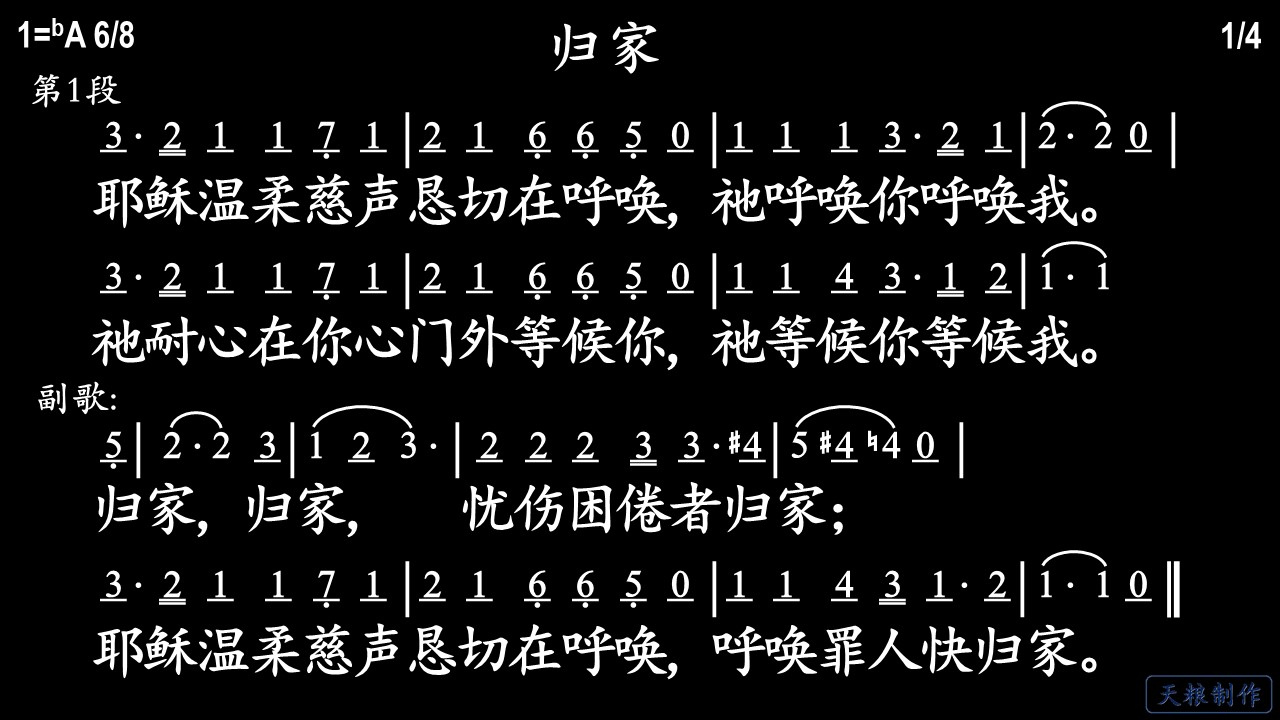 1=ᵇA 6/8
归家
1/4
第1段
3· 2 1 1 7̣ 1 | 2 1 6̣ 6̣ 5̣ 0 | 1 1 1 3· 2 1 | 2· 2 0 |
耶稣温柔慈声恳切在呼唤, 祂呼唤你呼唤我。
3· 2 1 1 7̣ 1 | 2 1 6̣ 6̣ 5̣ 0 | 1 1 4 3· 1 2 | 1· 1
祂耐心在你心门外等候你, 祂等候你等候我。
副歌:
5̣ | 2·2 3 | 1 2 3· | 2 2 2 3 3·#4 | 5 #4 ♮4 0 |
归家, 归家, 忧伤困倦者归家;
3· 2 1 1 7̣ 1 | 2 1 6̣ 6̣ 5̣ 0 | 1 1 4 3 1· 2 | 1· 1 0 ‖
耶稣温柔慈声恳切在呼唤, 呼唤罪人快归家。
天粮制作